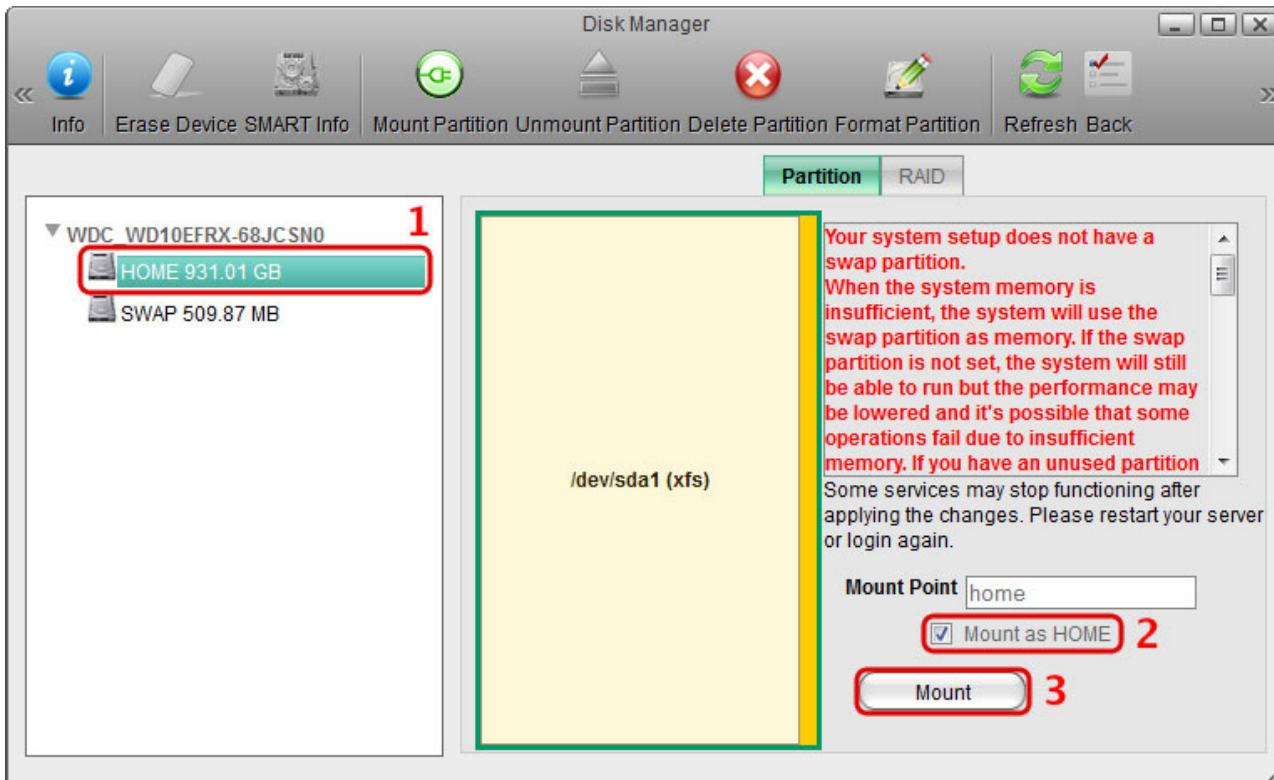 Disk Manager
Info
Erase Device
SMART Info
Mount Partition
Unmount Partition
Delete Partition
Format Partition
Refresh
Back
Partition
RAID
1
WDC_WD10EFRX-68JCSN0
HOME 931.01 GB
SWAP 509.87 MB
/dev/sda1 (xfs)
Your system setup does not have a
swap partition.
When the system memory is
insufficient, the system will use the
swap partition as memory. If the swap
partition is not set, the system will still
be able to run but the performance may
be lowered and it's possible that some
operations fail due to insufficient
memory. If you have an unused partition
Some services may stop functioning after
applying the changes. Please restart your server
or login again.
Mount Point home
Mount as HOME 2
Mount 3